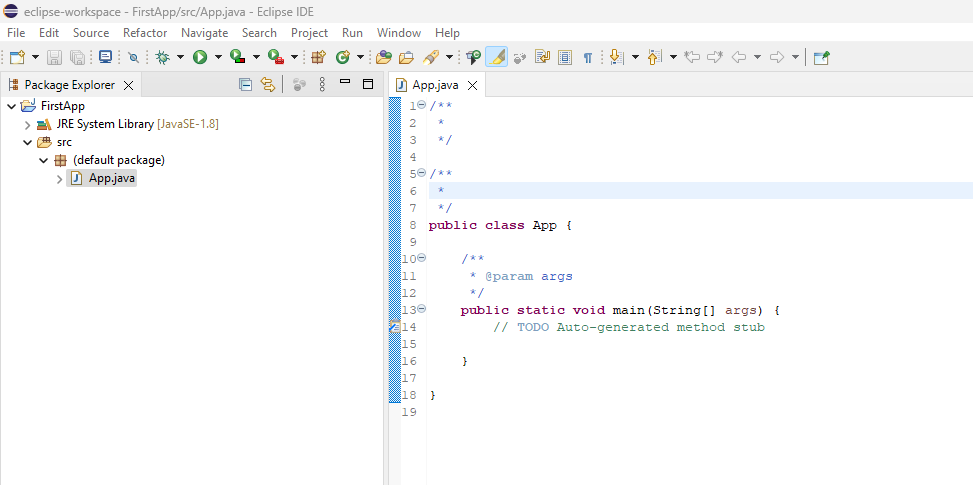 eclipse-workspace - FirstApp/src/App.java - Eclipse IDE
File Edit Source Refactor Navigate Search Project Run Window Help
Package Explorer
FirstApp
JRE System Library [JavaSE-1.8]
src
(default package)
App.java
App.java
1 /**
2 *
3 */
4
5 /**
6 *
7 */
8 public class App {
9
10 /**
11 * @param args
12 */
13 public static void main(String[] args) {
14 // TODO Auto-generated method stub
15
16 }
17
18 }
19